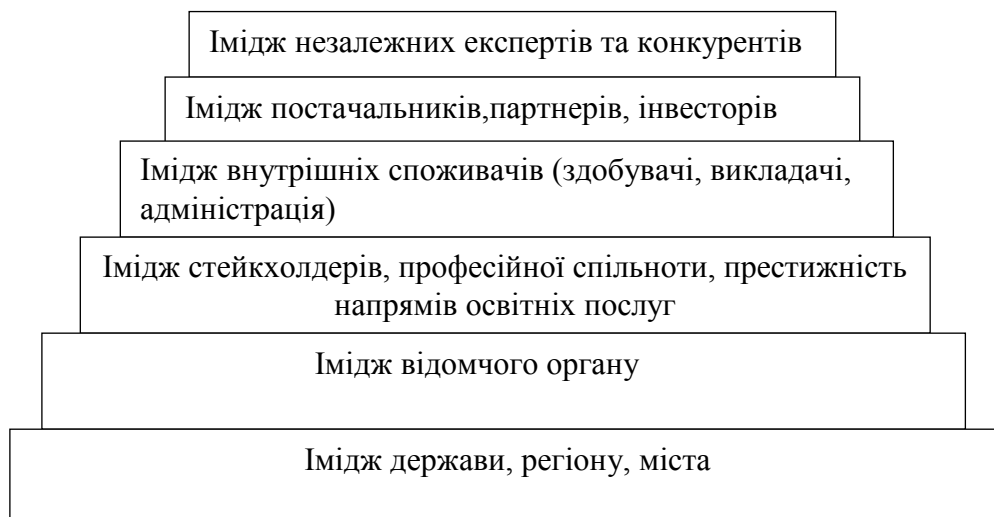 Імідж незалежних експертів та конкурентів
Імідж постачальників,партнерів, інвесторів
Імідж внутрішніх споживачів (здобувачі, викладачі,
адміністрація)
Імідж стейкхолдерів, професійної спільноти, престижність
напрямів освітніх послуг
Імідж відомчого органу
Імідж держави, регіону, міста